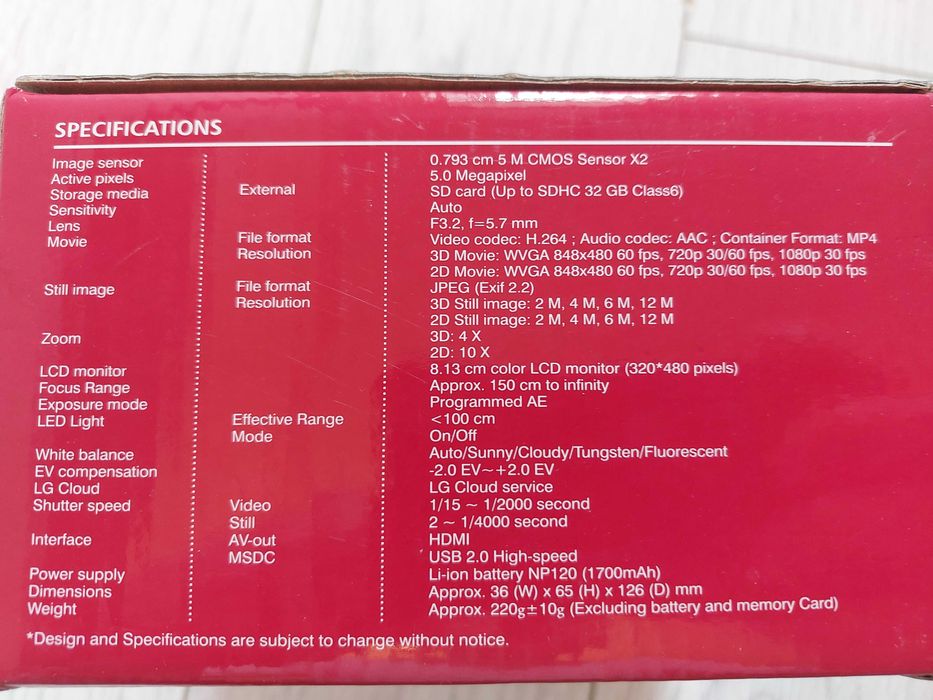 SPECIFICATIONS
Image sensor 0.793 cm 5 M CMOS Sensor X2
Active pixels 5.0 Megapixel
Storage media External SD card (Up to SDHC 32 GB Class6)
Sensitivity Auto
Lens F3.2, f=5.7 mm
Movie File format Video codec: H.264 ; Audio codec: AAC ; Container Format: MP4
Resolution 3D Movie: WVGA 848x480 60 fps, 720p 30/60 fps, 1080p 30 fps
2D Movie: WVGA 848x480 60 fps, 720p 30/60 fps, 1080p 30 fps
Still image File format JPEG (Exif 2.2)
Resolution 3D Still image: 2 M, 4 M, 6 M, 12 M
2D Still image: 2 M, 4 M, 6 M, 12 M
Zoom 3D: 4 X
2D: 10 X
LCD monitor 8.13 cm color LCD monitor (320*480 pixels)
Focus Range Approx. 150 cm to infinity
Exposure mode Programmed AE
LED Light Effective Range <100 cm
Mode On/Off
White balance Auto/Sunny/Cloudy/Tungsten/Fluorescent
EV compensation -2.0 EV~+2.0 EV
LG Cloud LG Cloud service
Shutter speed Video 1/15 ~ 1/2000 second
Still 2 ~ 1/4000 second
Interface AV-out HDMI
MSDC USB 2.0 High-speed
Power supply Li-ion battery NP120 (1700mAh)
Dimensions Approx. 36 (W) x 65 (H) x 126 (D) mm
Weight Approx. 220g±10g (Excluding battery and memory Card)
*Design and Specifications are subject to change without notice.